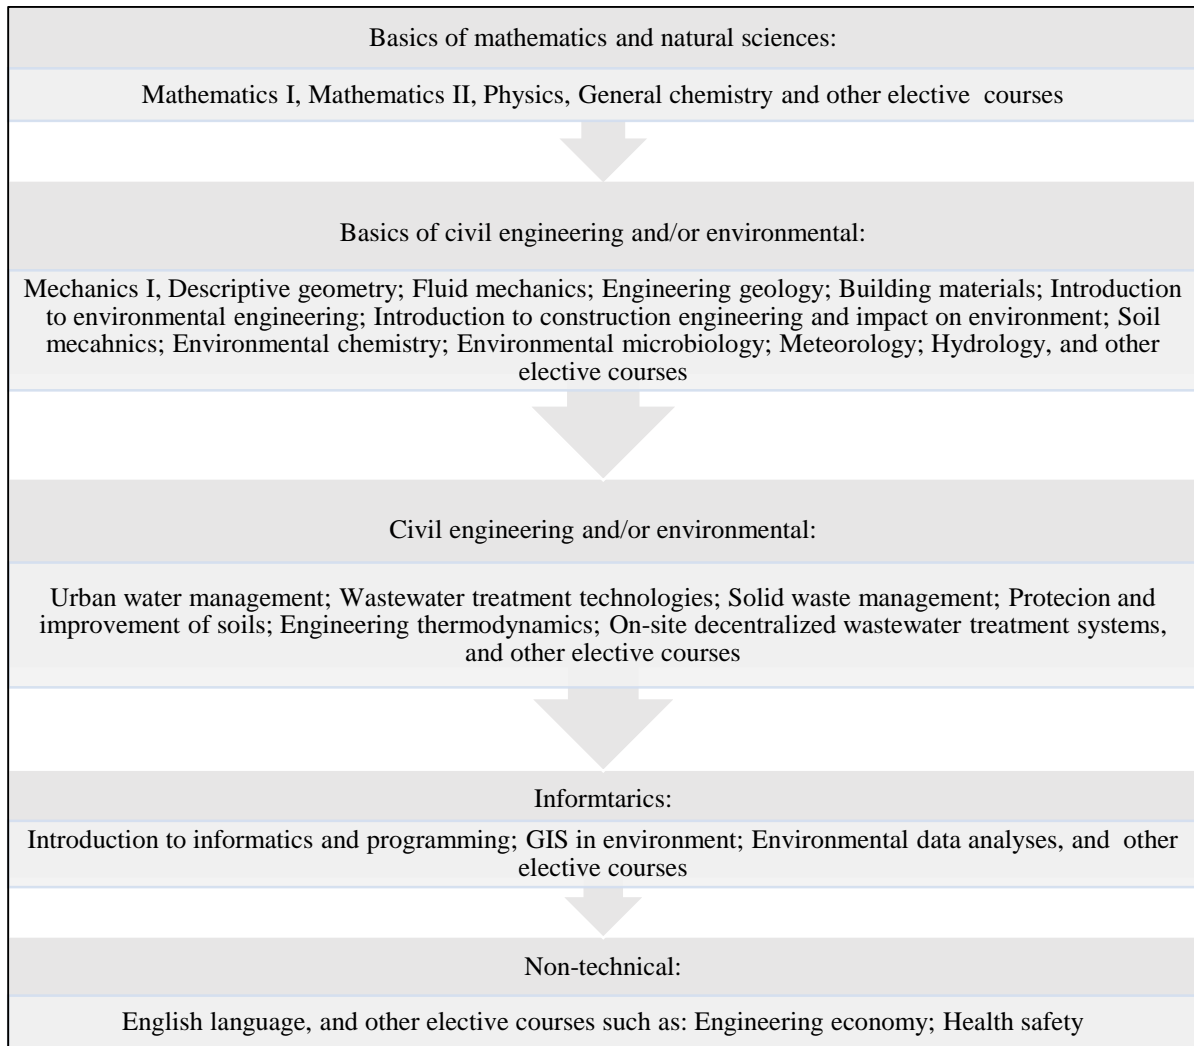 Basics of mathematics and natural sciences:
Mathematics I, Mathematics II, Physics, General chemistry and other elective courses
Basics of civil engineering and/or environmental:
Mechanics I, Descriptive geometry; Fluid mechanics; Engineering geology; Building materials; Introduction
to environmental engineering; Introduction to construction engineering and impact on environment; Soil
mecahnics; Environmental chemistry; Environmental microbiology; Meteorology; Hydrology, and other
elective courses
Civil engineering and/or environmental:
Urban water management; Wastewater treatment technologies; Solid waste management; Protecion and
improvement of soils; Engineering thermodynamics; On-site decentralized wastewater treatment systems,
and other elective courses
Informtarics:
Introduction to informatics and programming; GIS in environment; Environmental data analyses, and other
elective courses
Non-technical:
English language, and other elective courses such as: Engineering economy; Health safety